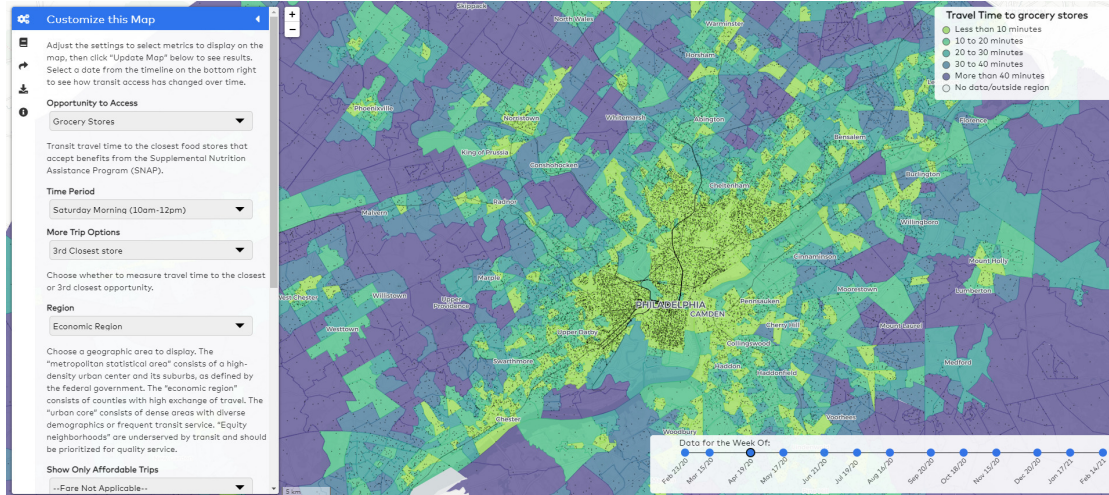 Customize this Map
Adjust the settings to select metrics to display on the
map, then click "Update Map" below to see results.
Select a date from the timeline on the bottom right
to see how transit access has changed over time.
Opportunity to Access
Grocery Stores
Transit travel time to the closest food stores that
accept benefits from the Supplemental Nutrition
Assistance Program (SNAP).
Time Period
Saturday Morning (10am-12pm)
More Trip Options
3rd Closest store
Choose whether to measure travel time to the closest
or 3rd closest opportunity.
Region
Economic Region
Choose a geographic area to display. The
"metropolitan statistical area" consists of a high-
density urban center and its suburbs, as defined by
the federal government. The "economic region"
consists of counties with high exchange of travel. The
"urban core" consists of dense areas with diverse
demographics or frequent transit service. "Equity
neighborhoods" are underserved by transit and should
be prioritized for quality service.
Show Only Affordable Trips
--Fare Not Applicable--
+
−
Skippack
North Wales
Warminster
Horsham
Phoenixville
Norristown
Whitemarsh
Abington
King of Prussia
Conshohocken
Bensalem
Florence
Burlington
Cheltenham
Radnor
Malvern
Willingboro
Cinnaminson
Mount Holly
Marple
West Chester
Willistown
Upper
Providence
Moorestown
Lumberton
PHILADELPHIA
Pennsauken
CAMDEN
Westtown
Upper Darby
Cherry Hill
Mount Laurel
Collingswood
Swarthmore
Haddon
Haddonfield
Medford
Chester
Voorhees
Woodbury
5 km
Travel Time to grocery stores
Less than 10 minutes
10 to 20 minutes
20 to 30 minutes
30 to 40 minutes
More than 40 minutes
No data/outside region
Data for the Week Of:
Feb 23/20
Mar 15/20
Apr 19/20
May 17/20
Jun 21/20
Jul 19/20
Aug 16/20
Sep 20/20
Oct 18/20
Nov 15/20
Dec 20/20
Jan 17/21
Feb 14/21